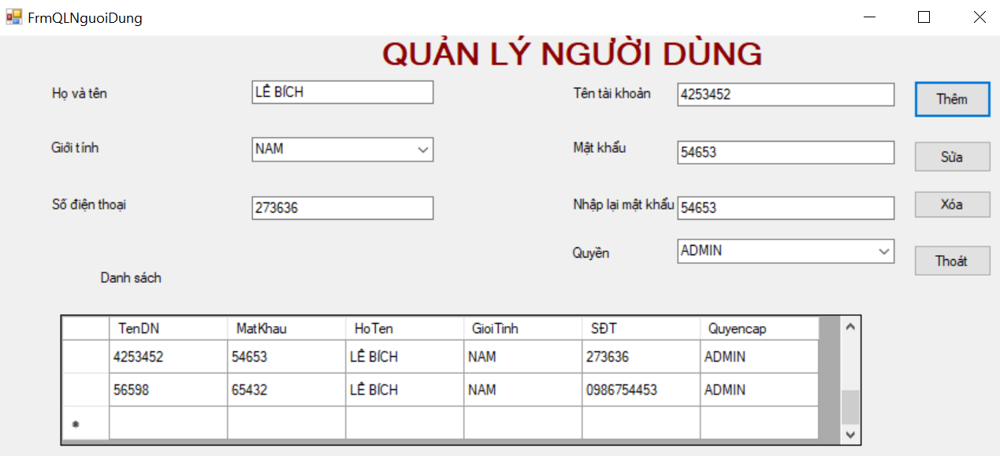 FrmQLNguoiDung
QUẢN LÝ NGƯỜI DÙNG
Họ và tên LÊ BÍCH Tên tài khoản 4253452 Thêm
Giới tính NAM Mật khẩu 54653 Sửa
Số điện thoại 273636 Nhập lại mật khẩu 54653 Xóa
Quyền ADMIN Thoát
Danh sách
TenDN MatKhau HoTen GioiTinh SĐT Quyencap
4253452 54653 LÊ BÍCH NAM 273636 ADMIN
56598 65432 LÊ BÍCH NAM 0986754453 ADMIN